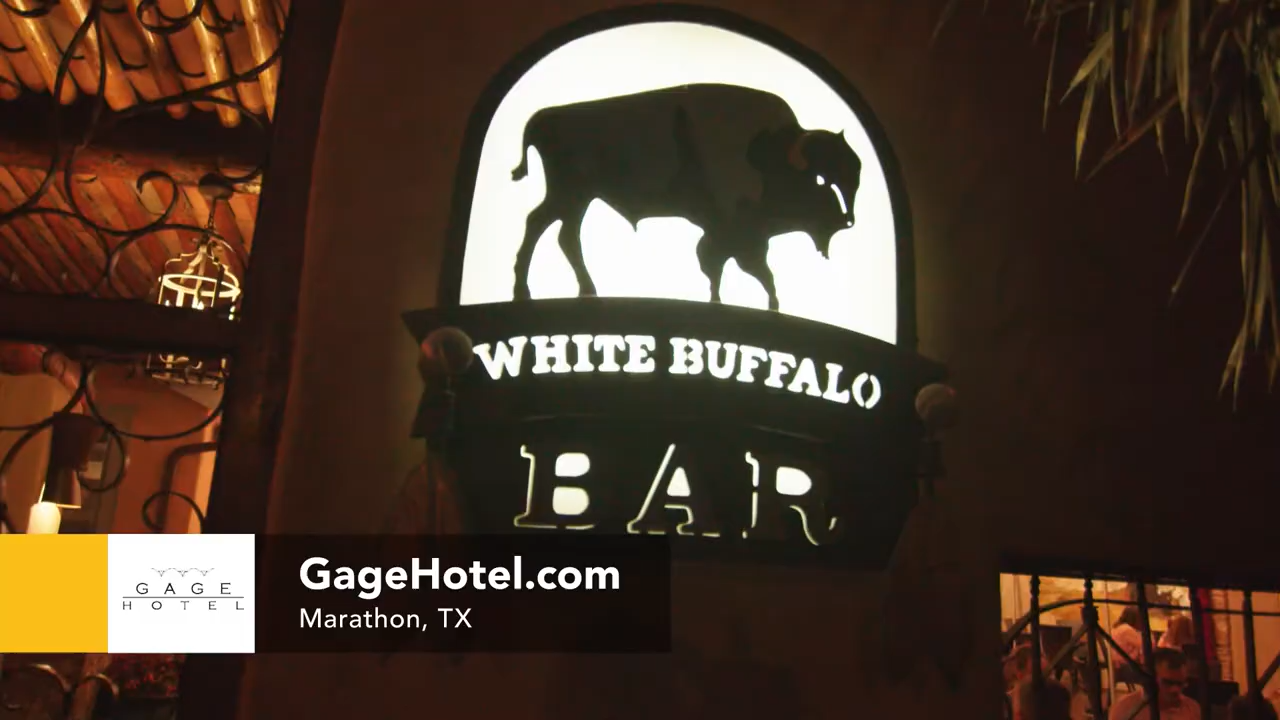 WHITE BUFFALO
BAR
GAGE
HOTEL
GageHotel.com
Marathon, TX